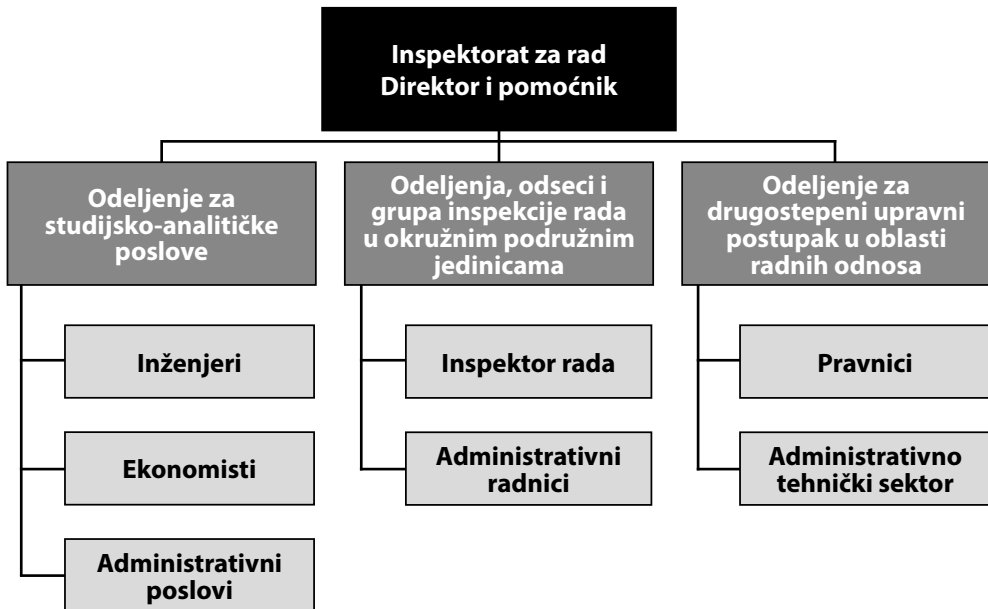 Inspektorat za rad
Direktor i pomoćnik
Odeljenje za
studijsko-analitičke
poslove
Odeljenja, odseci i
grupa inspekcije rada
u okružnim podružnim
jedinicama
Odeljenje za
drugostepeni upravni
postupak u oblasti
radnih odnosa
Inženjeri
Ekonomisti
Administrativni
poslovi
Inspektor rada
Administrativni
radnici
Pravnici
Administrativno
tehnički sektor